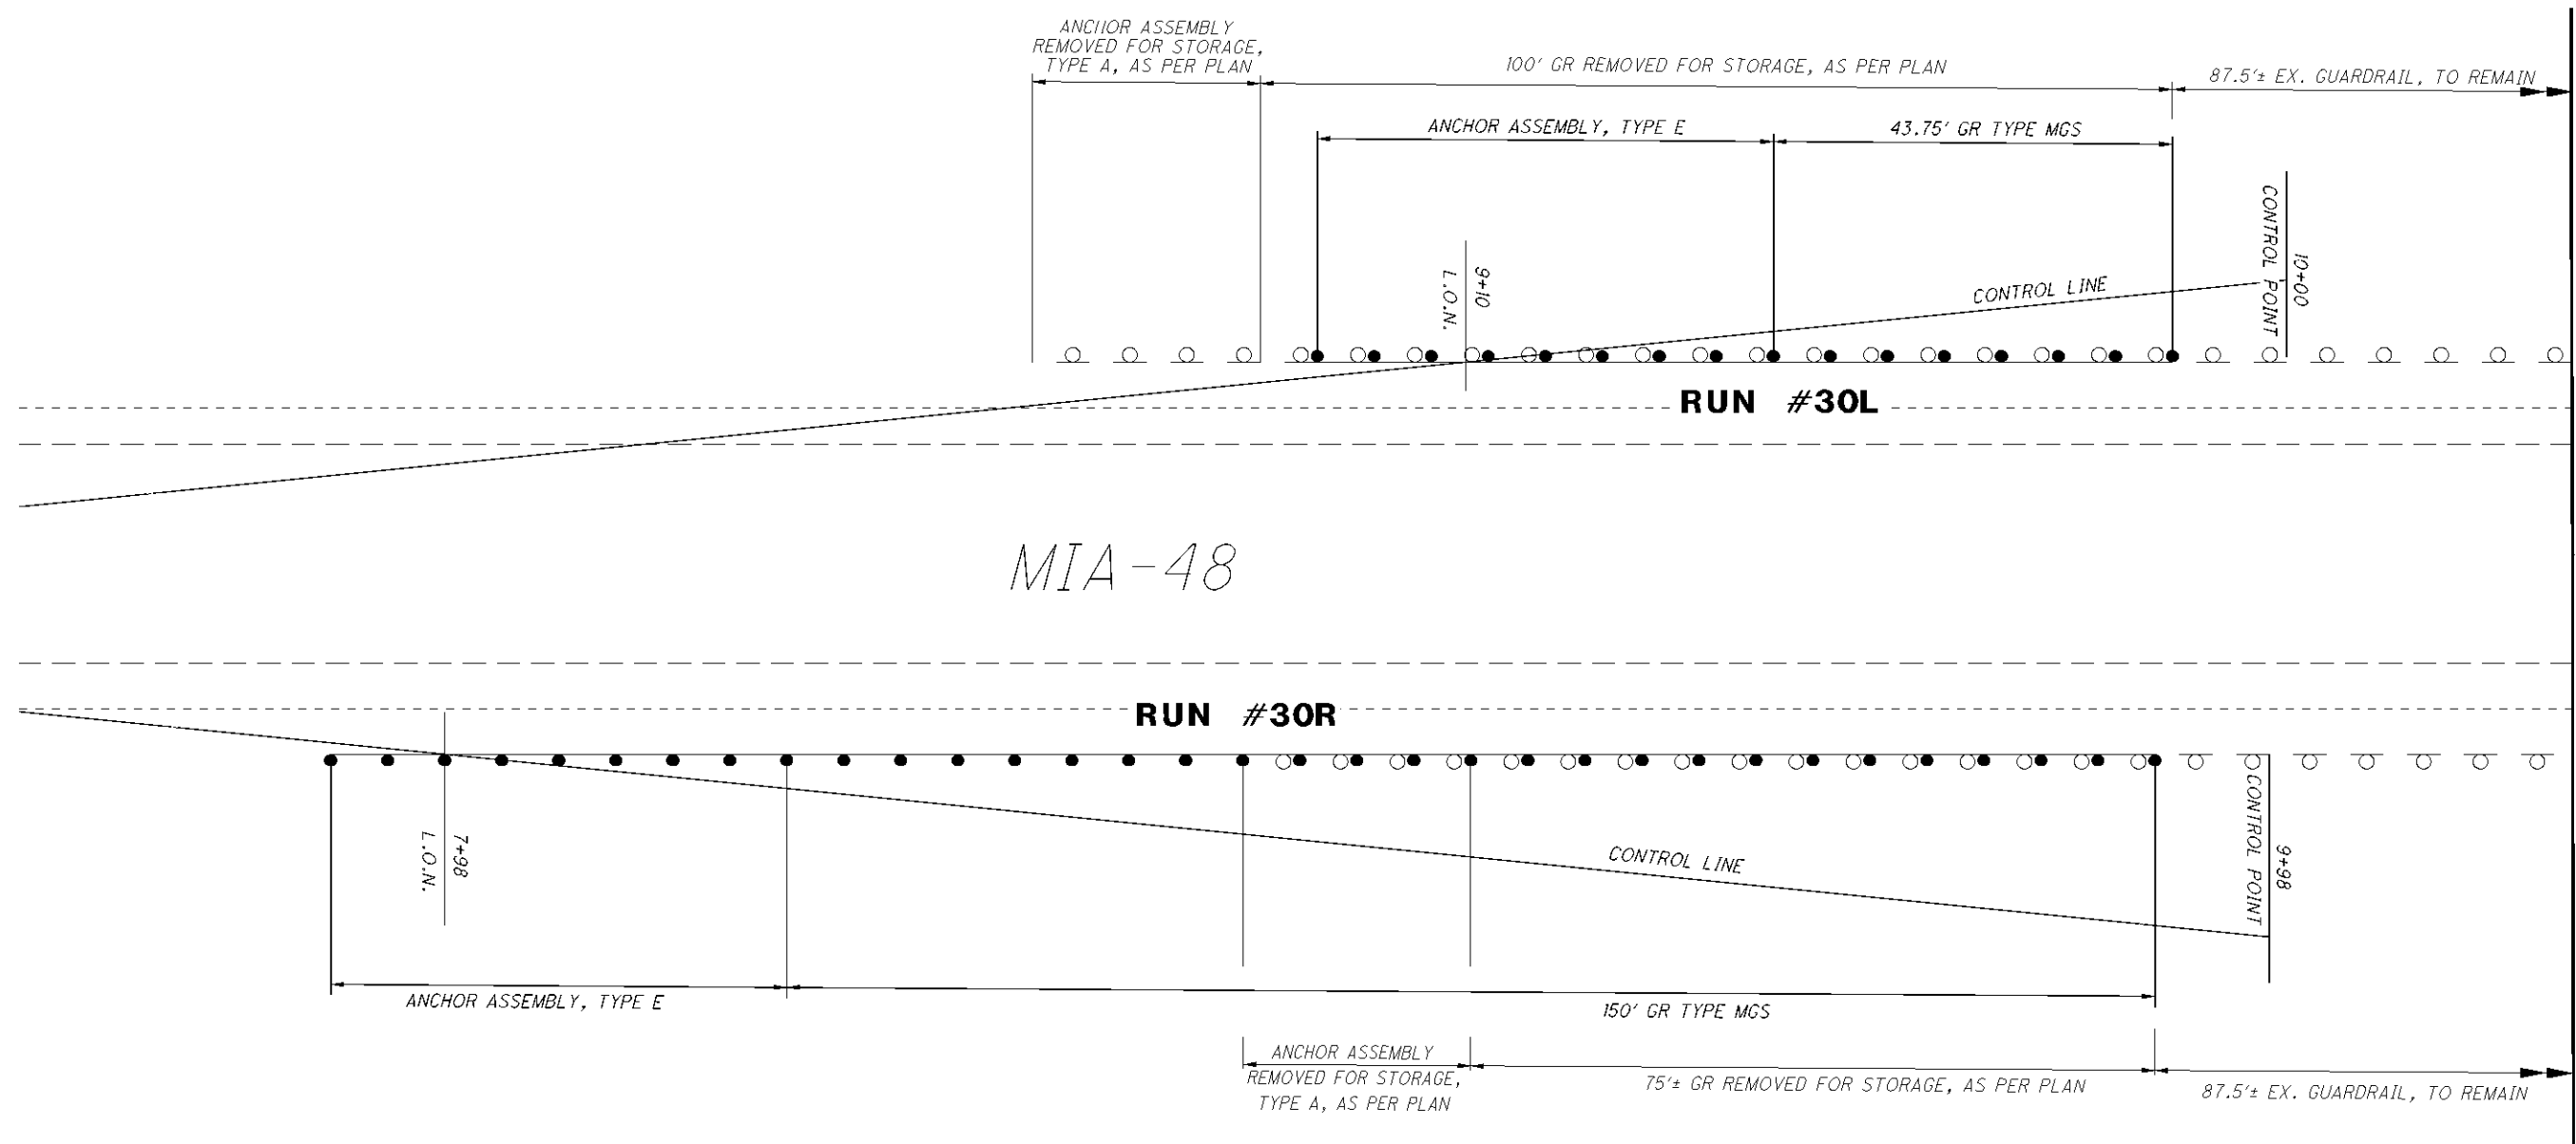 ANCHOR ASSEMBLY
REMOVED FOR STORAGE,
TYPE A, AS PER PLAN
100' GR REMOVED FOR STORAGE, AS PER PLAN
87.5'± EX. GUARDRAIL, TO REMAIN
ANCHOR ASSEMBLY, TYPE E
43.75' GR TYPE MGS
9+10
L.O.N.
CONTROL LINE
10+00
CONTROL POINT
RUN #30L
MIA-48
RUN #30R
7+98
L.O.N.
CONTROL LINE
9+98
CONTROL POINT
ANCHOR ASSEMBLY, TYPE E
150' GR TYPE MGS
ANCHOR ASSEMBLY
REMOVED FOR STORAGE,
TYPE A, AS PER PLAN
75'± GR REMOVED FOR STORAGE, AS PER PLAN
87.5'± EX. GUARDRAIL, TO REMAIN